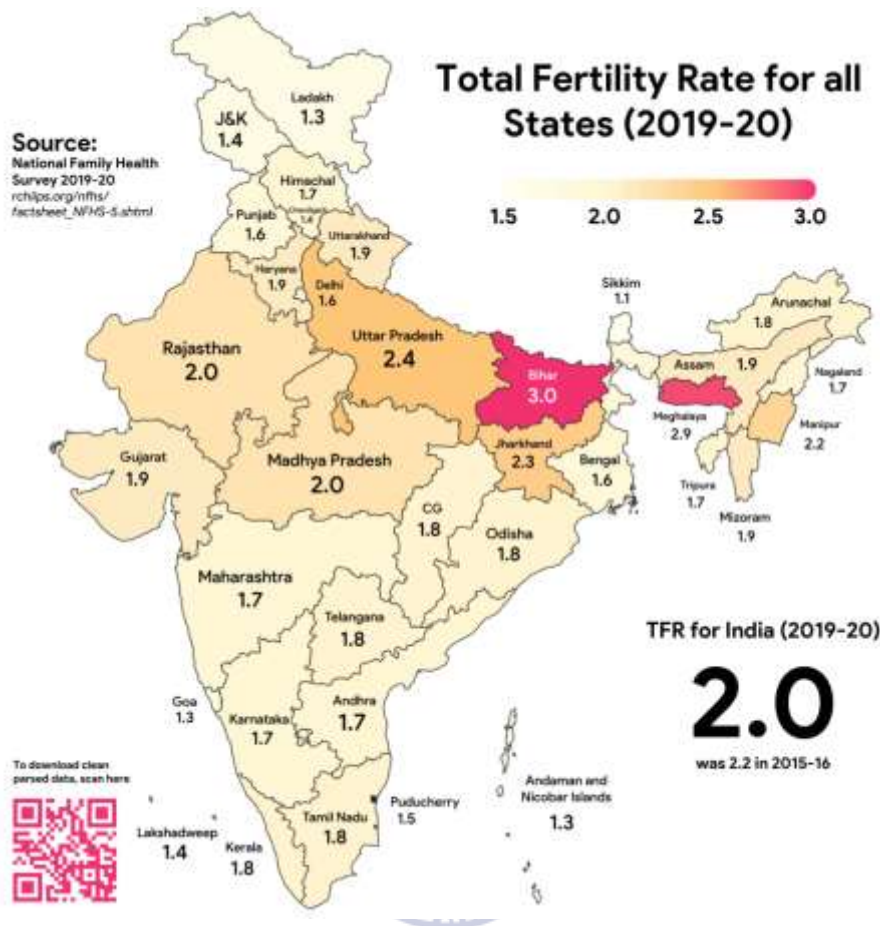 Total Fertility Rate for all
States (2019-20)
1.5 2.0 2.5 3.0
Source:
National Family Health
Survey 2019-20
rchiips.org/nfhs/
factsheet_NFHS-5.shtml
Ladakh
1.3
J&K
1.4
Himachal
1.7
Punjab
1.6
Uttarakhand
1.9
Haryana
1.9
Delhi
1.6
Sikkim
1.1
Arunachal
1.8
Rajasthan
2.0
Uttar Pradesh
2.4
Bihar
3.0
Assam 1.9
Nagaland
1.7
Meghalaya
2.9
Manipur
2.2
Gujarat
1.9
Madhya Pradesh
2.0
Jharkhand
2.3
Bengal
1.6
Tripura
1.7
Mizoram
1.9
CG
1.8
Odisha
1.8
Maharashtra
1.7
Telangana
1.8
TFR for India (2019-20)
2.0
was 2.2 in 2015-16
Goa
1.3
Karnataka
1.7
Andhra
1.7
To download clean
parsed data, scan here
Andaman and
Nicobar Islands
1.3
Puducherry
1.5
Lakshadweep
1.4
Kerala
1.8
Tamil Nadu
1.8